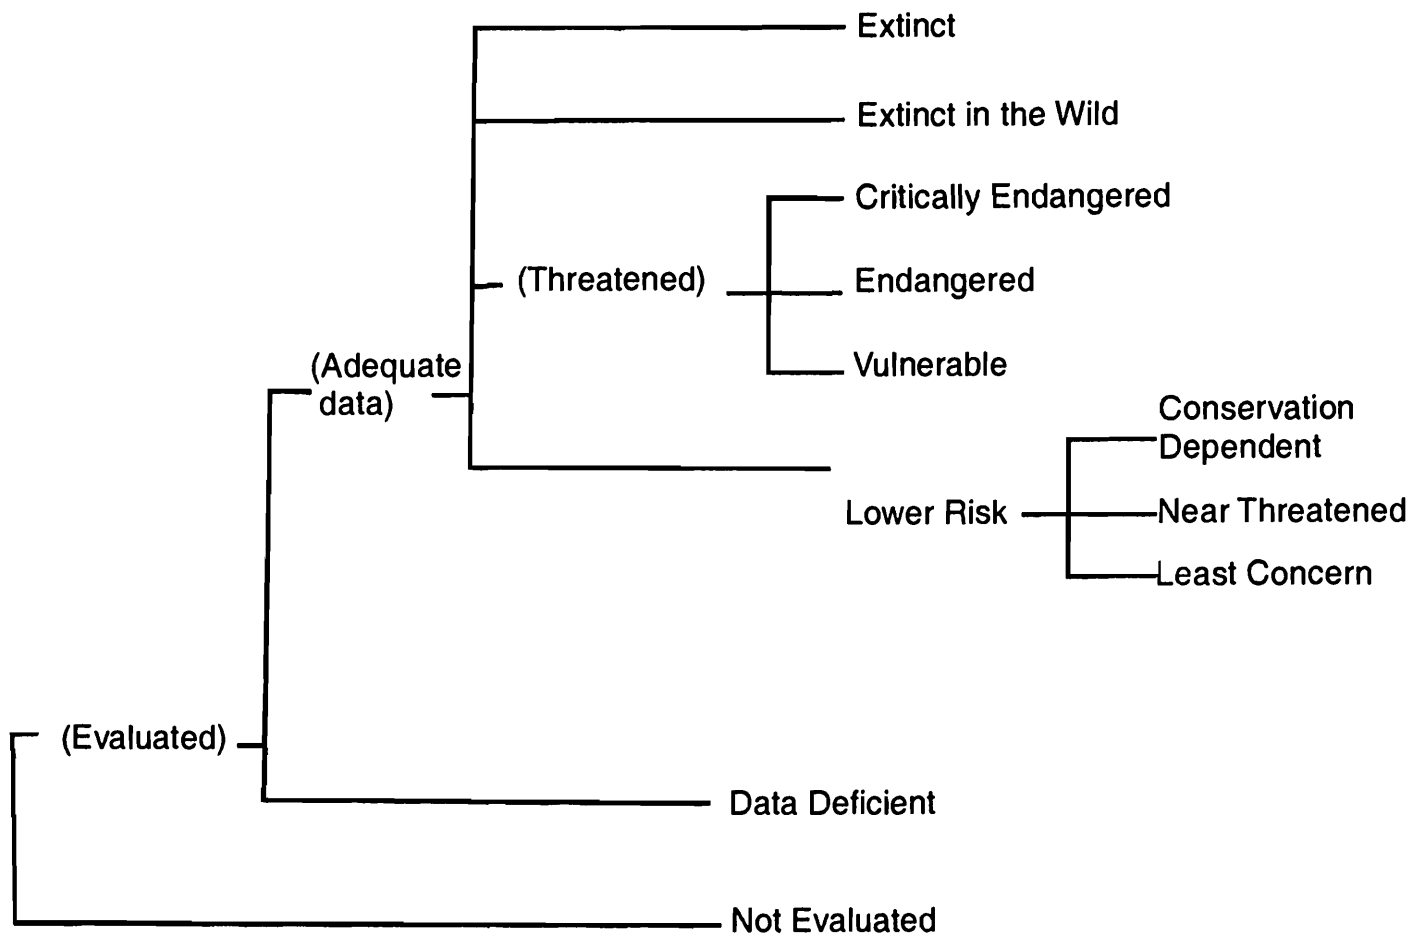 Extinct
Extinct in the Wild
Critically Endangered
(Threatened)
Endangered
Vulnerable
(Adequate
data)
Conservation
Dependent
Lower Risk
Near Threatened
Least Concern
(Evaluated)
Data Deficient
Not Evaluated